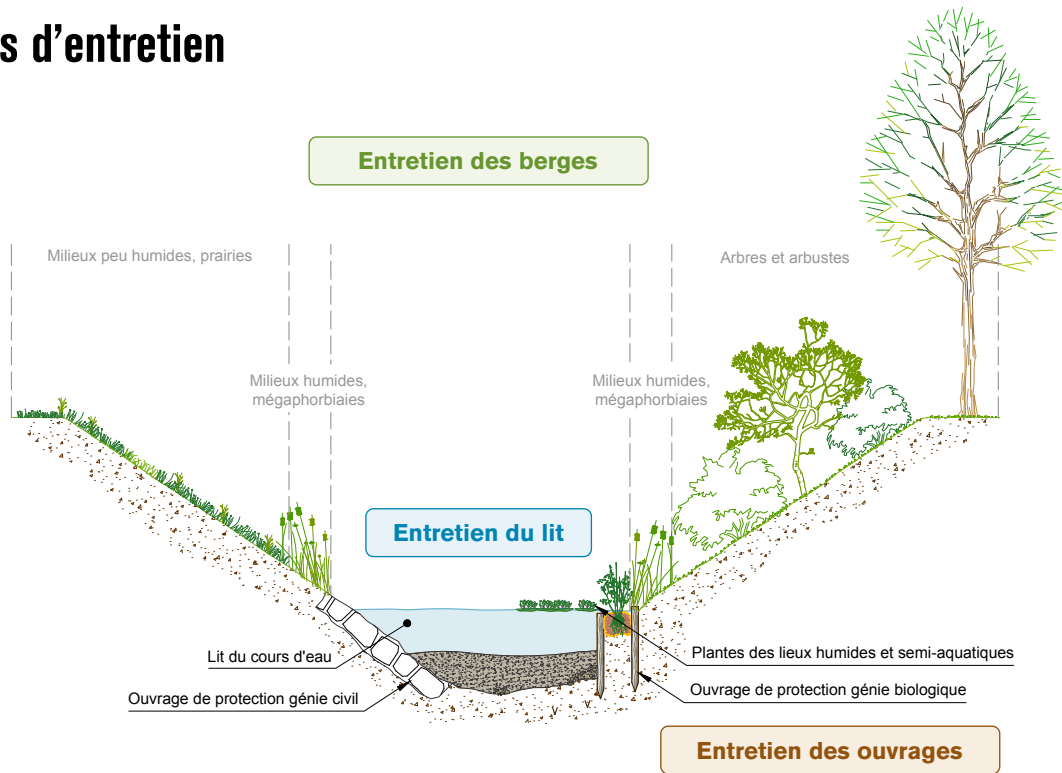 s d'entretien
Entretien des berges
Milieux peu humides, prairies
Arbres et arbustes
Milieux humides,
mégaphorbiaies
Milieux humides,
mégaphorbiaies
Entretien du lit
Lit du cours d'eau
Plantes des lieux humides et semi-aquatiques
Ouvrage de protection génie civil
Ouvrage de protection génie biologique
Entretien des ouvrages